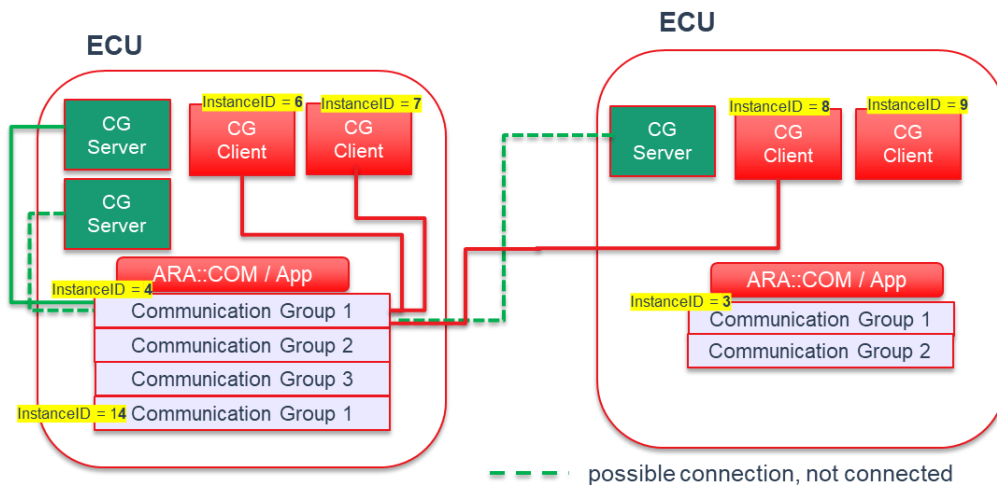 ECU
ECU
InstanceID = 6
InstanceID = 7
InstanceID = 8
InstanceID = 9
CG
Server
CG
Client
CG
Client
CG
Server
CG
Client
CG
Client
CG
Server
ARA::COM / App
ARA::COM / App
InstanceID = 4
InstanceID = 3
Communication Group 1
Communication Group 2
Communication Group 3
Communication Group 1
InstanceID = 14
Communication Group 1
Communication Group 2
possible connection, not connected